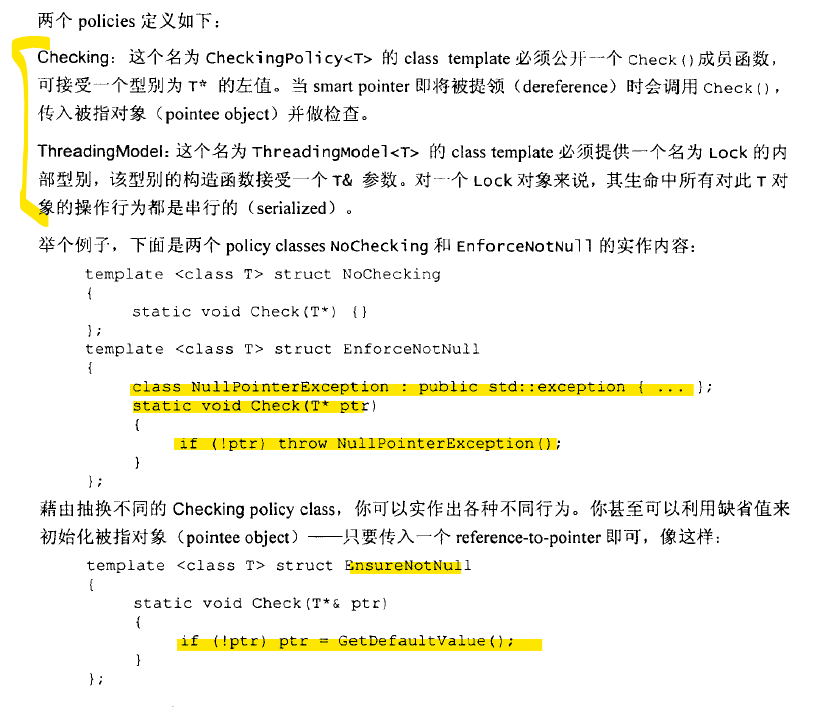 两个 policies 定义如下：
Checking：这个名为 CheckingPolicy<T> 的 class template 必须公开一个 Check()成员函数，
可接受一个型别为 T* 的左值。当 smart pointer 即将被提领（dereference）时会调用 Check()，
传入被指对象（pointee object）并做检查。
ThreadingModel：这个名为 ThreadingModel<T> 的 class template 必须提供一个名为 Lock 的内
部型别，该型别的构造函数接受一个 T& 参数。对一个 Lock 对象来说，其生命中所有对此 T 对
象的操作行为都是串行的（serialized）。
举个例子，下面是两个 policy classes NoChecking 和 EnforceNotNull 的实作内容：
template <class T> struct NoChecking
{
static void Check(T*) {}
};
template <class T> struct EnforceNotNull
{
class NullPointerException : public std::exception { ... };
static void Check(T* ptr)
{
if (!ptr) throw NullPointerException();
}
};
藉由抽换不同的 Checking policy class，你可以实作出各种不同行为。你甚至可以利用缺省值来
初始化被指对象（pointee object）——只要传入一个 reference-to-pointer 即可，像这样：
template <class T> struct EnsureNotNull
{
static void Check(T*& ptr)
{
if (!ptr) ptr = GetDefaultValue();
}
};